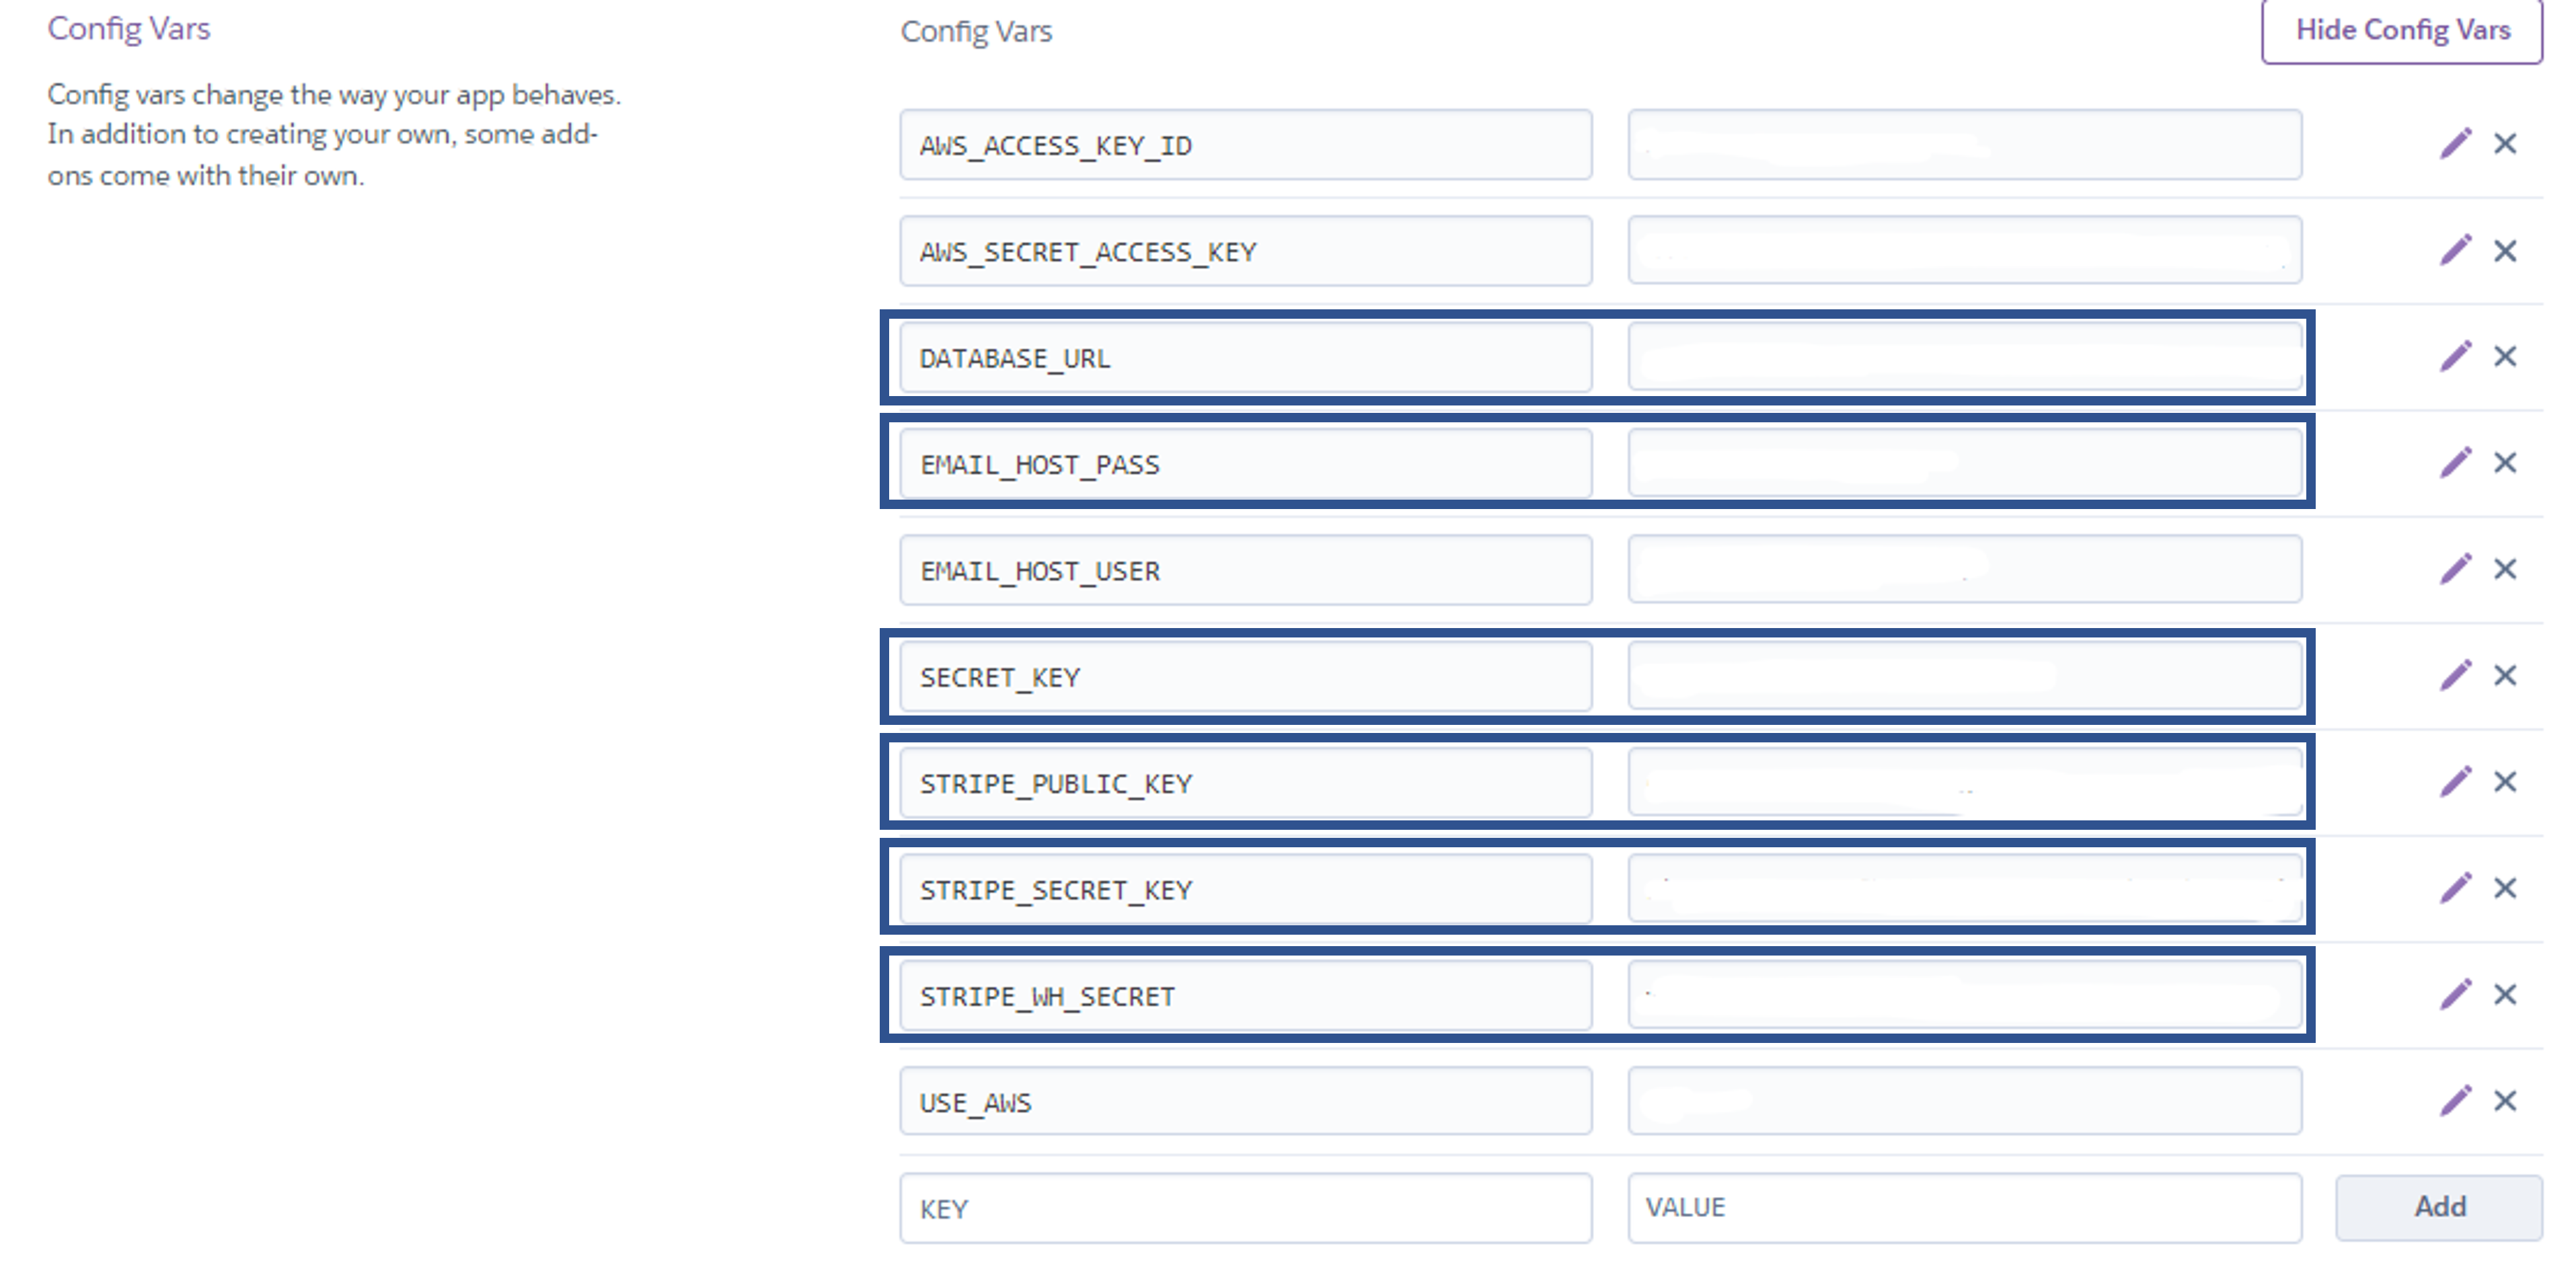 Config Vars
Config vars change the way your app behaves.
In addition to creating your own, some add-
ons come with their own.
Config Vars
Hide Config Vars
AWS_ACCESS_KEY_ID
AWS_SECRET_ACCESS_KEY
DATABASE_URL
EMAIL_HOST_PASS
EMAIL_HOST_USER
SECRET_KEY
STRIPE_PUBLIC_KEY
STRIPE_SECRET_KEY
STRIPE_WH_SECRET
USE_AWS
KEY VALUE Add